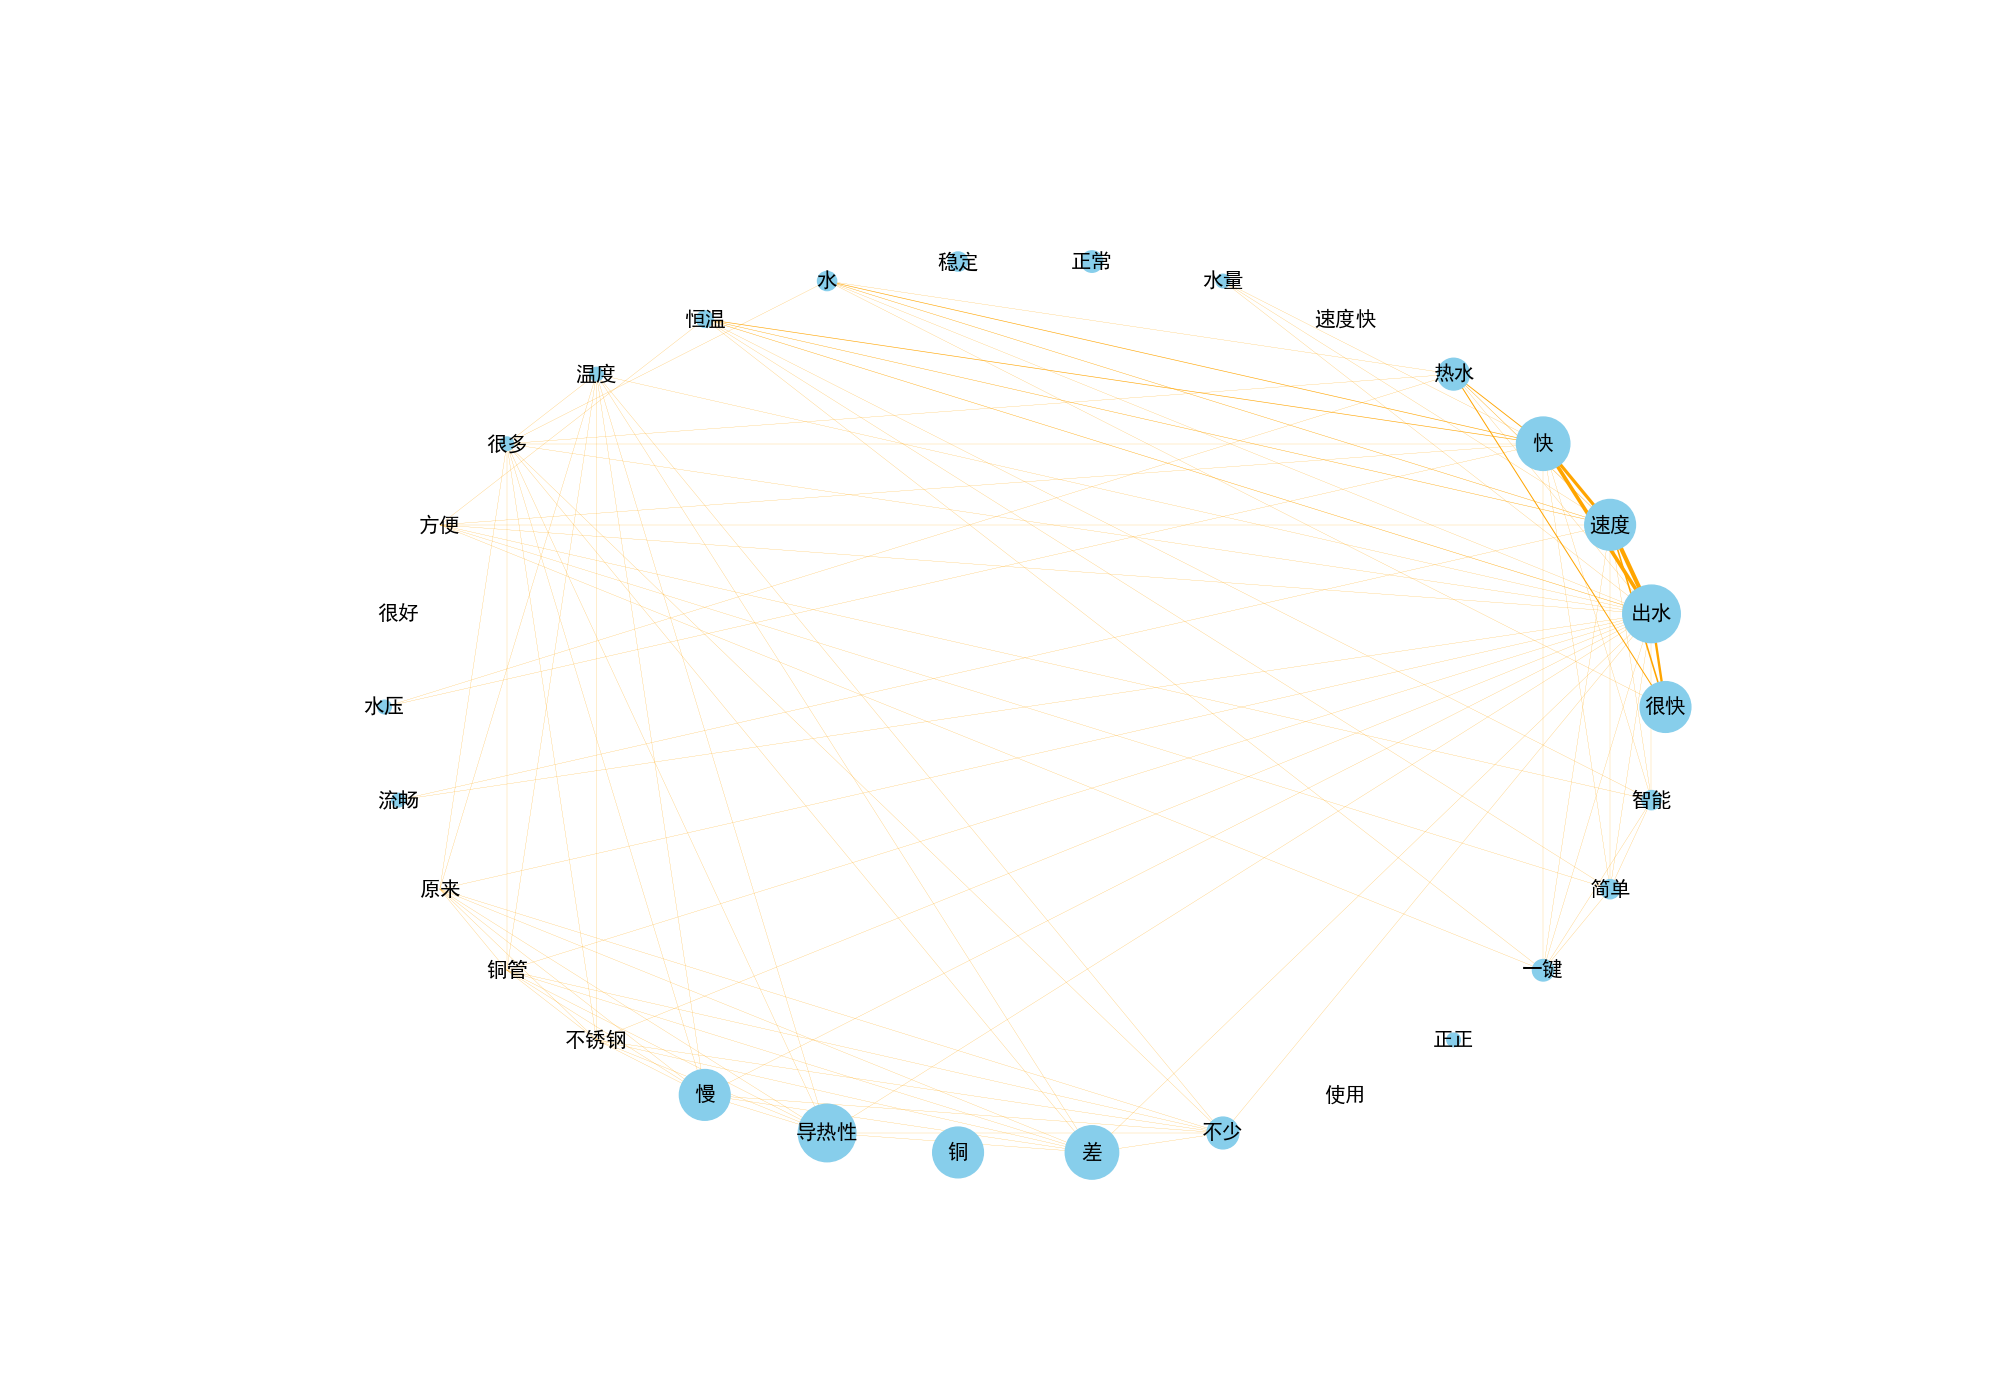 稳定
正常
水
水量
恒温
速度快
温度
热水
很多
快
方便
速度
很好
出水
水压
很快
流畅
智能
原来
简单
铜管
一键
不锈钢
正正
慢
使用
导热性
不少
铜
差